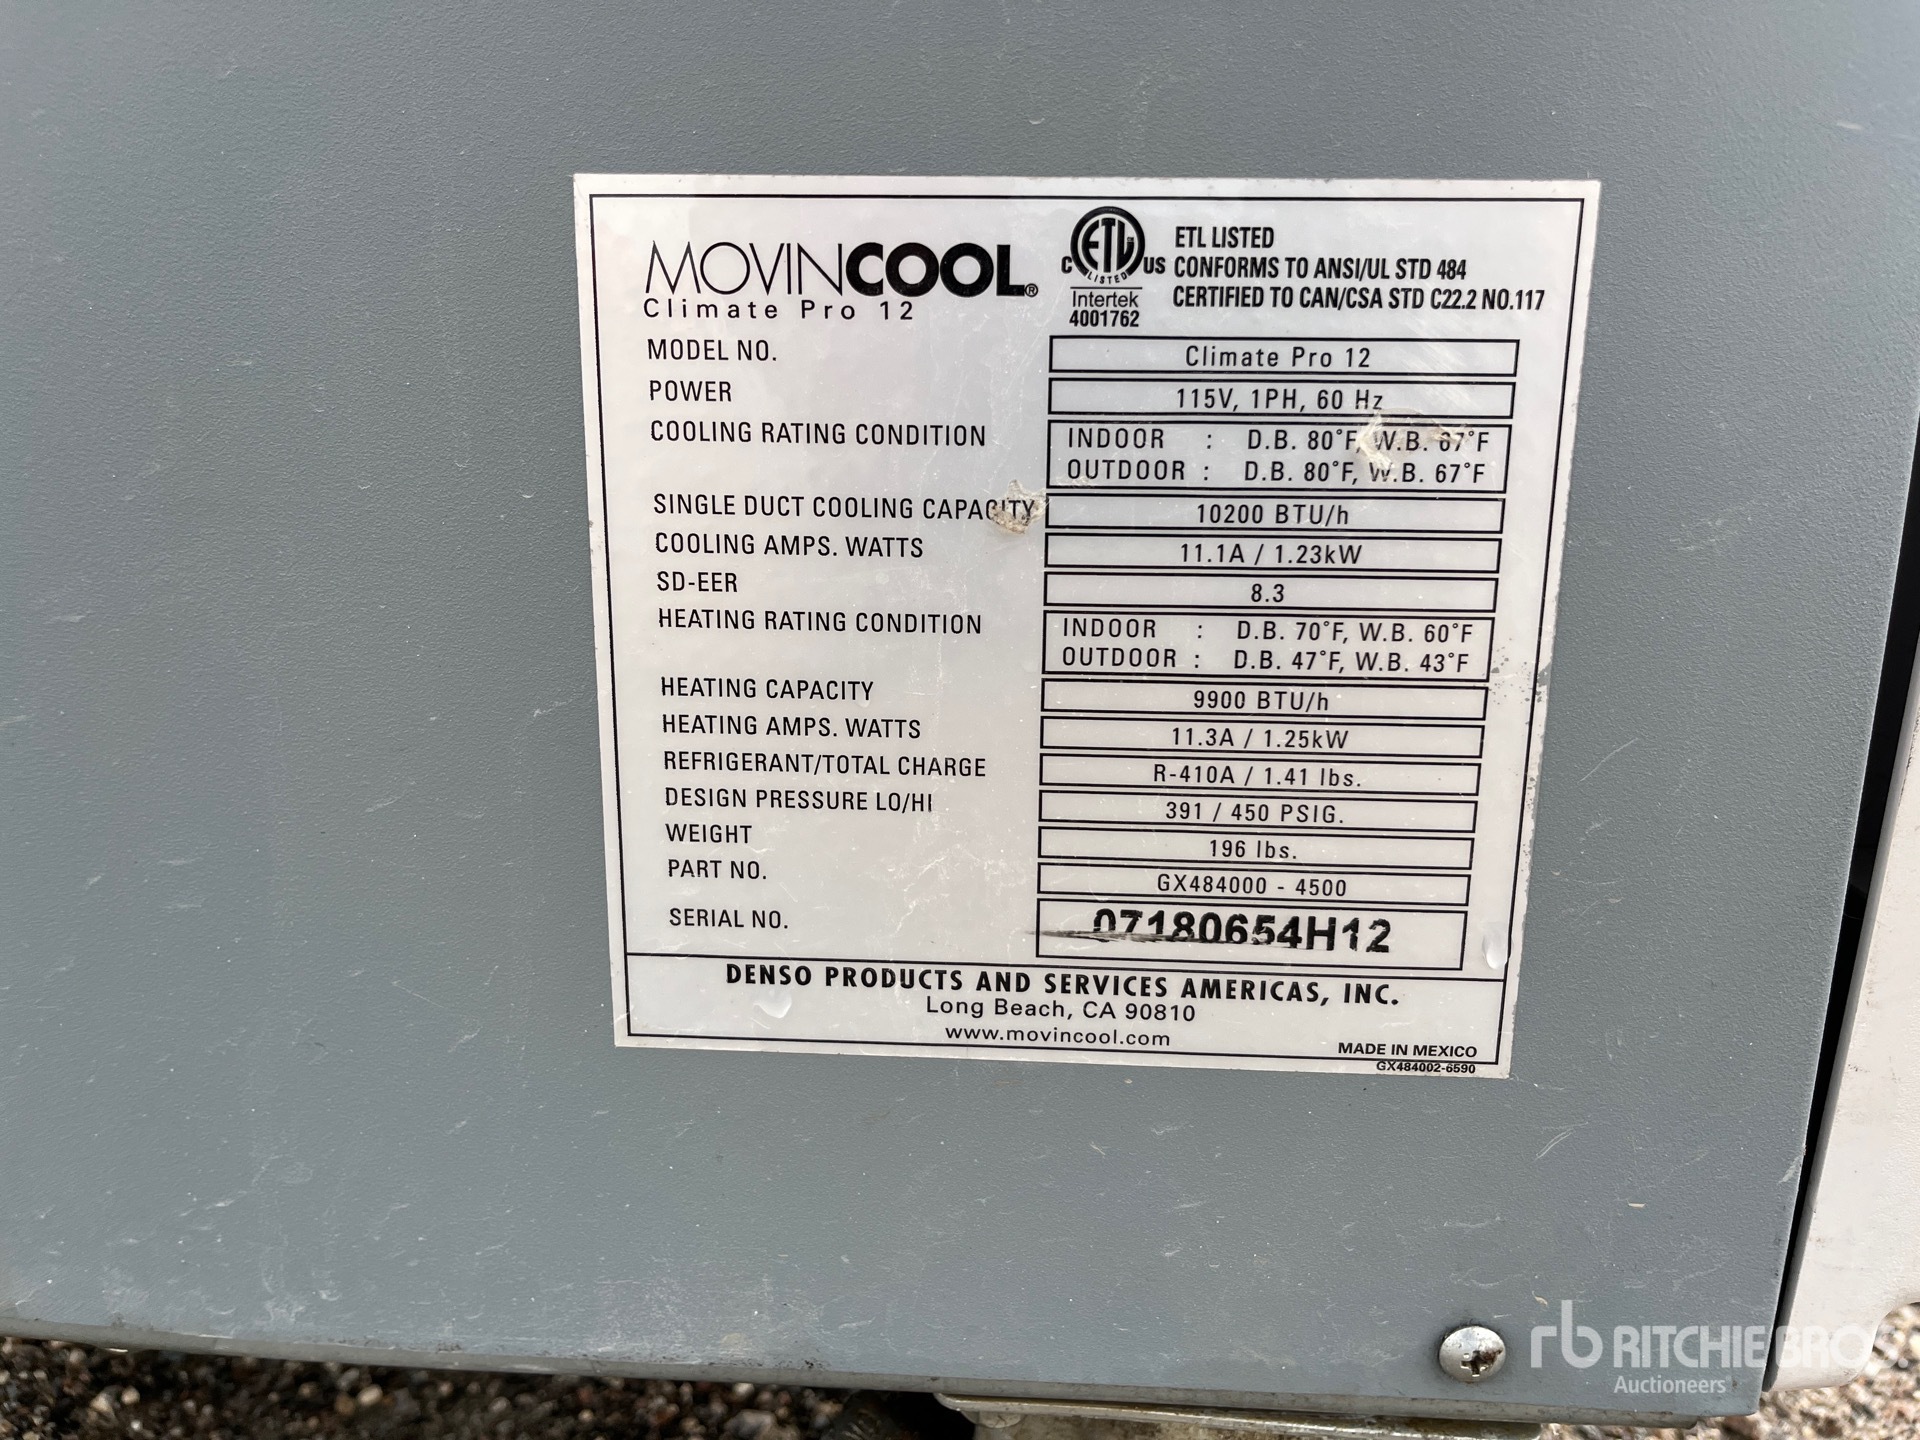 MOVINCOOL®
Climate Pro 12
C ETL CM US
LISTED
Intertek
4001762
ETL LISTED
CONFORMS TO ANSI/UL STD 484
CERTIFIED TO CAN/CSA STD C22.2 NO.117
MODEL NO. Climate Pro 12
POWER 115V, 1PH, 60 Hz
COOLING RATING CONDITION INDOOR : D.B. 80°F, W.B. 67°F
OUTDOOR : D.B. 80°F, W.B. 67°F
SINGLE DUCT COOLING CAPACITY 10200 BTU/h
COOLING AMPS. WATTS 11.1A / 1.23kW
SD-EER 8.3
HEATING RATING CONDITION INDOOR : D.B. 70°F, W.B. 60°F
OUTDOOR : D.B. 47°F, W.B. 43°F
HEATING CAPACITY 9900 BTU/h
HEATING AMPS. WATTS 11.3A / 1.25kW
REFRIGERANT/TOTAL CHARGE R-410A / 1.41 lbs.
DESIGN PRESSURE LO/HI 391 / 450 PSIG.
WEIGHT 196 lbs.
PART NO. GX484000 - 4500
SERIAL NO. 07180654H12
DENSO PRODUCTS AND SERVICES AMERICAS, INC.
Long Beach, CA 90810
www.movincool.com
MADE IN MEXICO
GX484002-6590
rb RITCHIE BROS.
Auctioneers